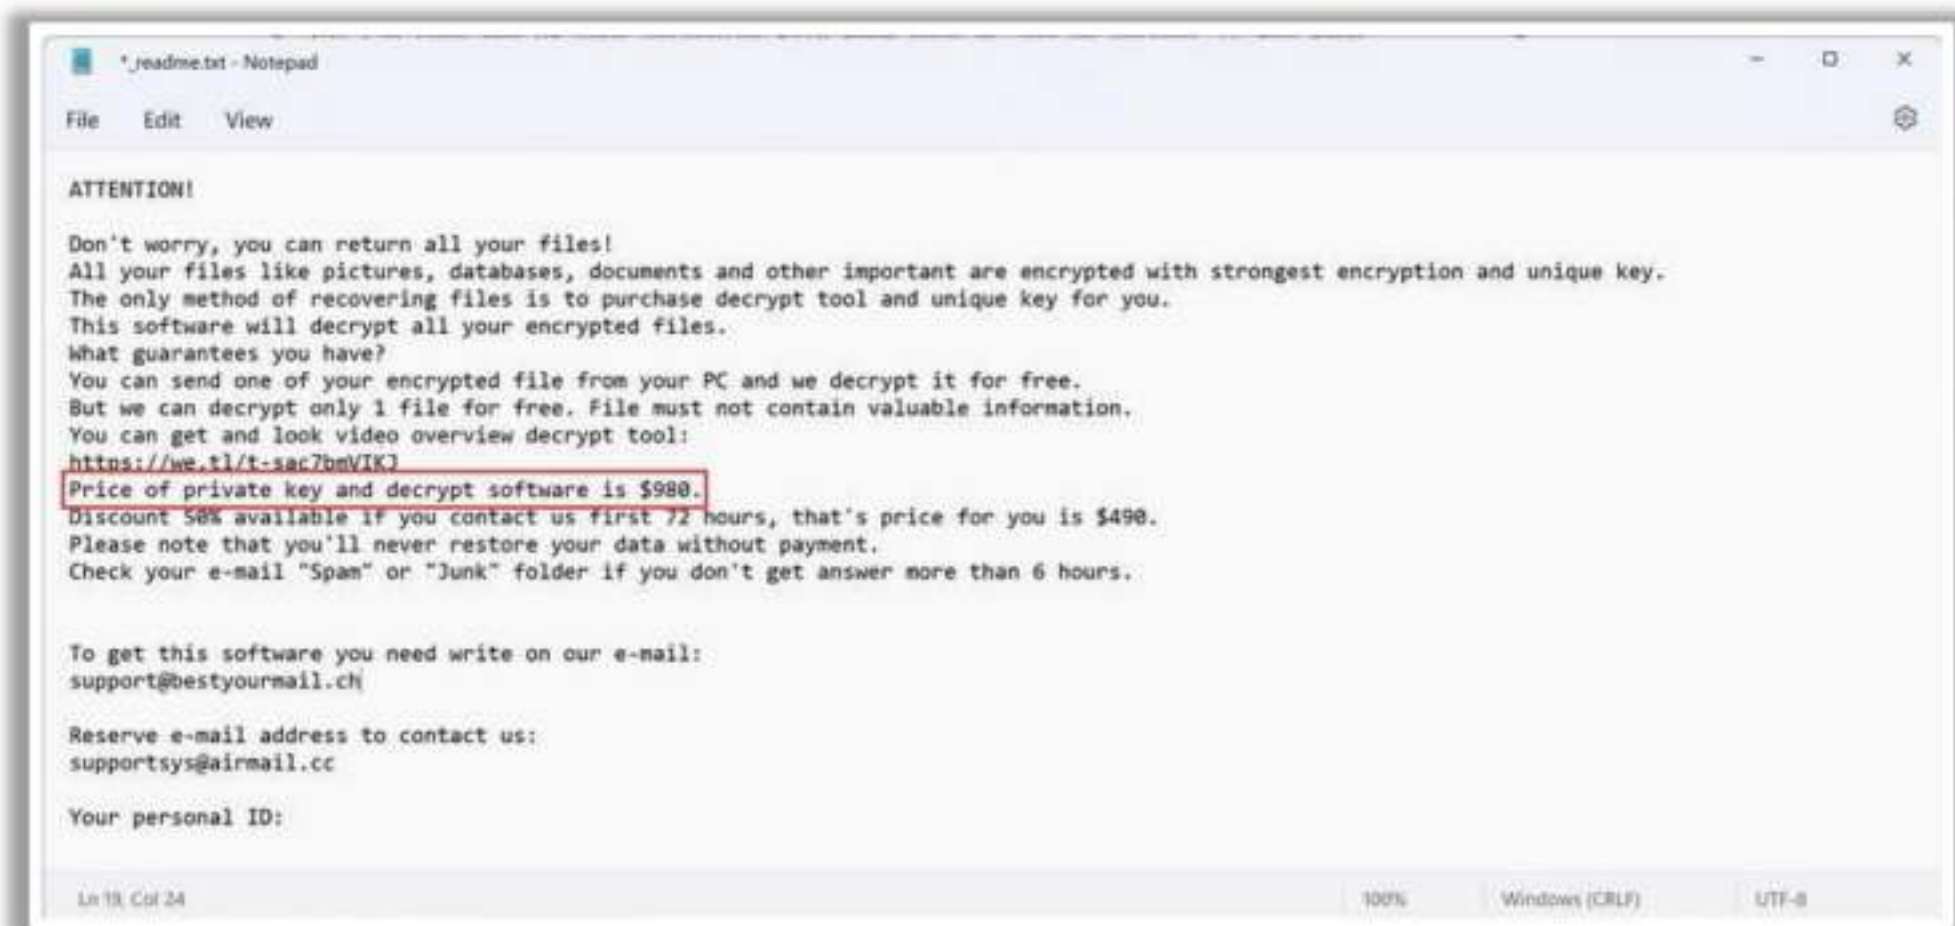 *_readme.txt - Notepad
File Edit View
ATTENTION!
Don't worry, you can return all your files!
All your files like pictures, databases, documents and other important are encrypted with strongest encryption and unique key.
The only method of recovering files is to purchase decrypt tool and unique key for you.
This software will decrypt all your encrypted files.
What guarantees you have?
You can send one of your encrypted file from your PC and we decrypt it for free.
But we can decrypt only 1 file for free. File must not contain valuable information.
You can get and look video overview decrypt tool:
https://we.tl/t-sac7bmVIKJ
Price of private key and decrypt software is $980.
Discount 50% available if you contact us first 72 hours, that's price for you is $490.
Please note that you'll never restore your data without payment.
Check your e-mail "Spam" or "Junk" folder if you don't get answer more than 6 hours.
To get this software you need write on our e-mail:
support@bestyourmail.ch
Reserve e-mail address to contact us:
supportsys@airmail.cc
Your personal ID:
Ln 19, Col 24 100% Windows (CRLF) UTF-8